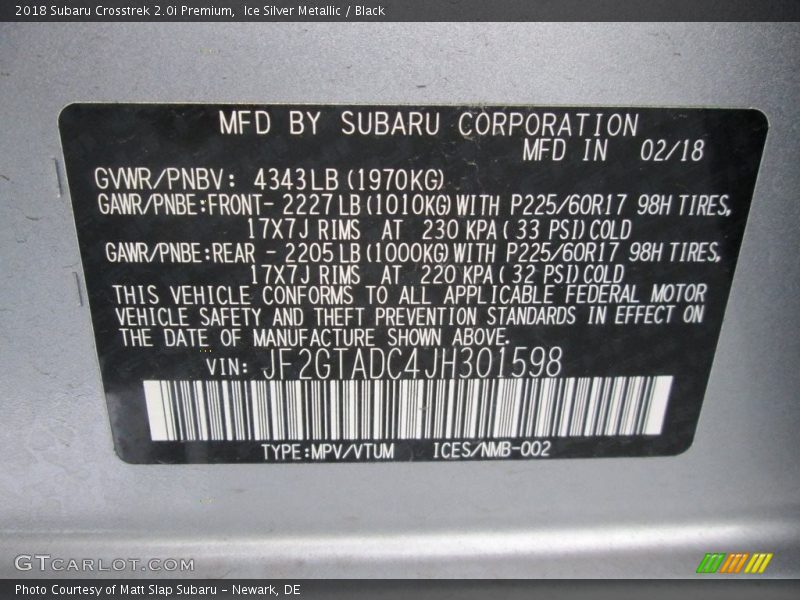 2018 Subaru Crosstrek 2.0i Premium, Ice Silver Metallic / Black
MFD BY SUBARU CORPORATION
MFD IN 02/18
GVWR/PNBV: 4343LB (1970KG)
GAWR/PNBE:FRONT- 2227 LB (1010KG) WITH P225/60R17 98H TIRES,
17X7J RIMS AT 230 KPA ( 33 PSI) COLD
GAWR/PNBE:REAR - 2205 LB (1000KG) WITH P225/60R17 98H TIRES,
17X7J RIMS AT 220 KPA ( 32 PSI) COLD
THIS VEHICLE CONFORMS TO ALL APPLICABLE FEDERAL MOTOR
VEHICLE SAFETY AND THEFT PREVENTION STANDARDS IN EFFECT ON
THE DATE OF MANUFACTURE SHOWN ABOVE.
VIN: JF2GTADC4JH301598
TYPE:MPV/VTUM ICES/NMB-002
GTCARLOT.COM
Photo Courtesy of Matt Slap Subaru - Newark, DE